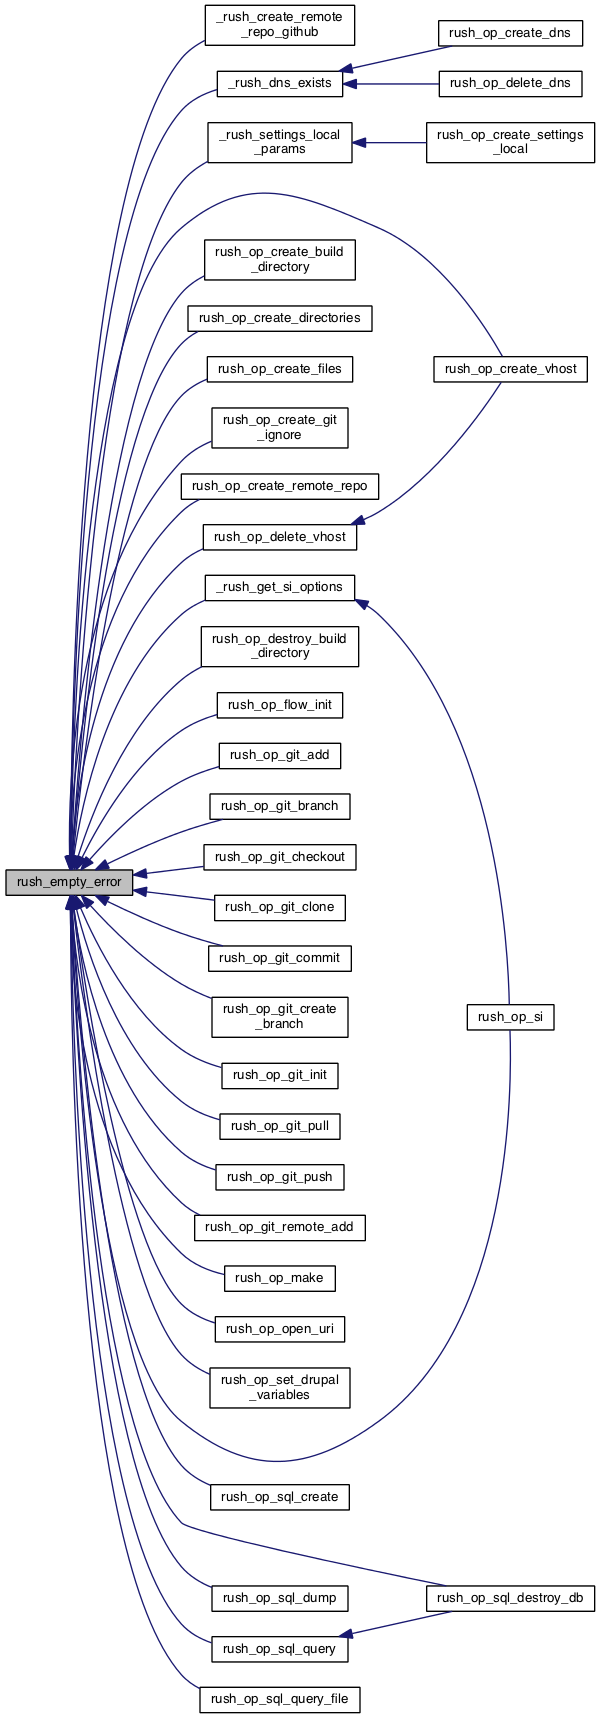 _rush_create_remote
_repo_github
rush_op_create_dns
_rush_dns_exists
rush_op_delete_dns
_rush_settings_local
_params
rush_op_create_settings
_local
rush_op_create_build
_directory
rush_op_create_directories
rush_op_create_files
rush_op_create_vhost
rush_op_create_git
_ignore
rush_op_create_remote_repo
rush_op_delete_vhost
_rush_get_si_options
rush_op_destroy_build
_directory
rush_op_flow_init
rush_op_git_add
rush_op_git_branch
rush_op_git_checkout
rush_empty_error
rush_op_git_clone
rush_op_git_commit
rush_op_git_create
_branch
rush_op_si
rush_op_git_init
rush_op_git_pull
rush_op_git_push
rush_op_git_remote_add
rush_op_make
rush_op_open_uri
rush_op_set_drupal
_variables
rush_op_sql_create
rush_op_sql_dump
rush_op_sql_destroy_db
rush_op_sql_query
rush_op_sql_query_file